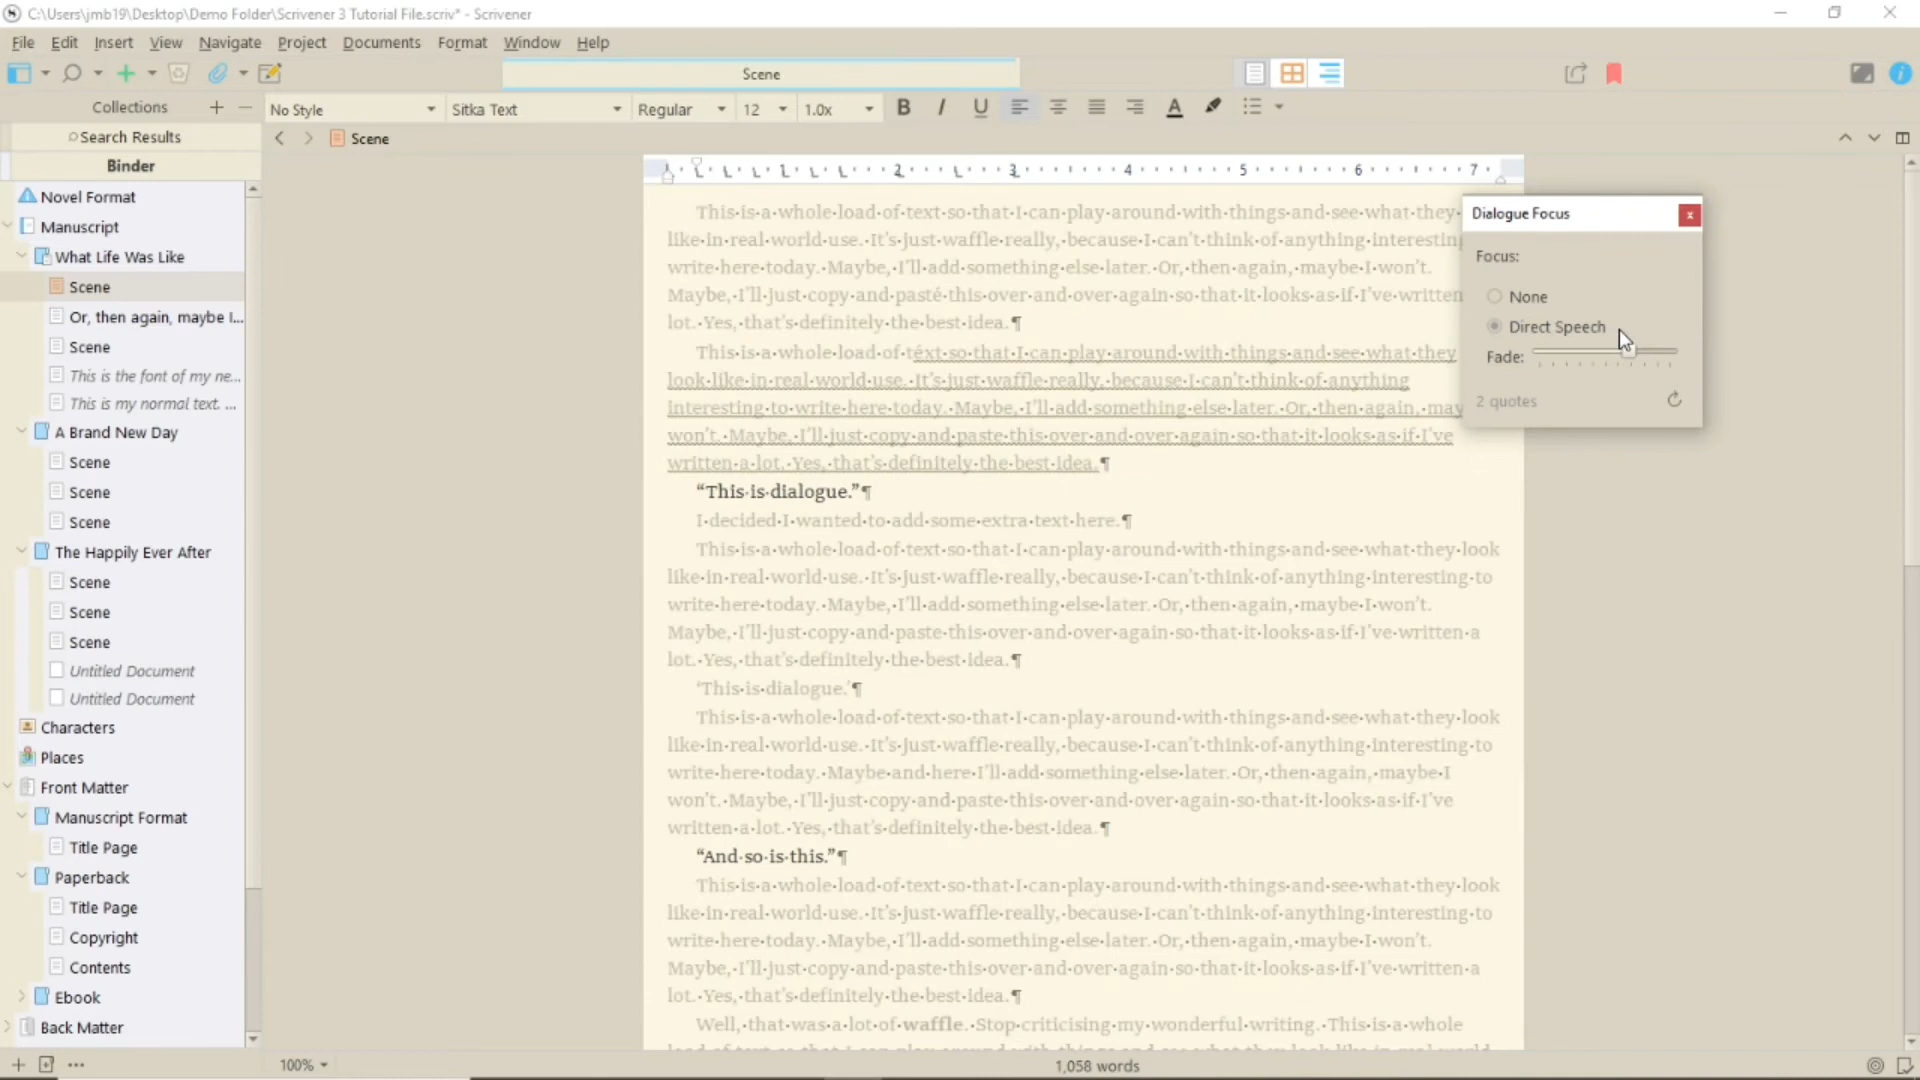 C:\Users\jmb19\Desktop\Demo Folder\Scrivener 3 Tutorial File.scriv* - Scrivener
File Edit Insert View Navigate Project Documents Format Window Help
Scene
Collections
No Style Sitka Text Regular 12 1.0x B I U A
Search Results
Scene
Binder
1 2 3 4 5 6 7
Novel Format
Manuscript
What Life Was Like
Scene
Or, then again, maybe I...
Scene
This is the font of my ne...
This is my normal text. ...
A Brand New Day
Scene
Scene
Scene
The Happily Ever After
Scene
Scene
Scene
Untitled Document
Untitled Document
Characters
Places
Front Matter
Manuscript Format
Title Page
Paperback
Title Page
Copyright
Contents
Ebook
Back Matter
This·is·a·whole·load·of·text·so·that·I·can·play·around·with·things·and·see·what·they·
like·in·real·world·use.·It's·just·waffle·really,·because·I·can't·think·of·anything·interesting
write·here·today.·Maybe,·I'll·add·something·else·later.·Or,·then·again,·maybe·I·won't.
Maybe,·I'll·just·copy·and·pasté·this·over·and·over·again·so·that·it·looks·as·if·I've·written
lot.·Yes,·that's·definitely·the·best·idea.¶
This·is·a·whole·load·of·téxt·so·that·I·can·play·around·with·things·and·see·what·they
look·like·in·real·world·use.·It's·just·waffle·really,·because·I·can't·think·of·anything
interesting·to·write·here·today.·Maybe,·I'll·add·something·else·later.·Or,·then·again,·may
won't.·Maybe,·I'll·just·copy·and·paste·this·over·and·over·again·so·that·it·looks·as·if·I've
written·a·lot.·Yes,·that's·definitely·the·best·idea.¶
“This·is·dialogue.”¶
I·decided·I·wanted·to·add·some·extra·text·here.¶
This·is·a·whole·load·of·text·so·that·I·can·play·around·with·things·and·see·what·they·look
like·in·real·world·use.·It's·just·waffle·really,·because·I·can't·think·of·anything·interesting·to
write·here·today.·Maybe,·I'll·add·something·else·later.·Or,·then·again,·maybe·I·won't.
Maybe,·I'll·just·copy·and·paste·this·over·and·over·again·so·that·it·looks·as·if·I've·written·a
lot.·Yes,·that's·definitely·the·best·idea.¶
‘This·is·dialogue.’¶
This·is·a·whole·load·of·text·so·that·I·can·play·around·with·things·and·see·what·they·look
like·in·real·world·use.·It's·just·waffle·really,·because·I·can't·think·of·anything·interesting·to
write·here·today.·Maybe·and·here·I'll·add·something·else·later.·Or,·then·again,·maybe·I
won't.·Maybe,·I'll·just·copy·and·paste·this·over·and·over·again·so·that·it·looks·as·if·I've
written·a·lot.·Yes,·that's·definitely·the·best·idea.¶
“And·so·is·this.”¶
This·is·a·whole·load·of·text·so·that·I·can·play·around·with·things·and·see·what·they·look
like·in·real·world·use.·It's·just·waffle·really,·because·I·can't·think·of·anything·interesting·to
write·here·today.·Maybe,·I'll·add·something·else·later.·Or,·then·again,·maybe·I·won't.
Maybe,·I'll·just·copy·and·paste·this·over·and·over·again·so·that·it·looks·as·if·I've·written·a
lot.·Yes,·that's·definitely·the·best·idea.¶
Well,·that·was·a·lot·of·waffle.·Stop·criticising·my·wonderful·writing.·This·is·a·whole
Dialogue Focus
Focus:
None
Direct Speech
Fade:
2 quotes
100% 1,058 words